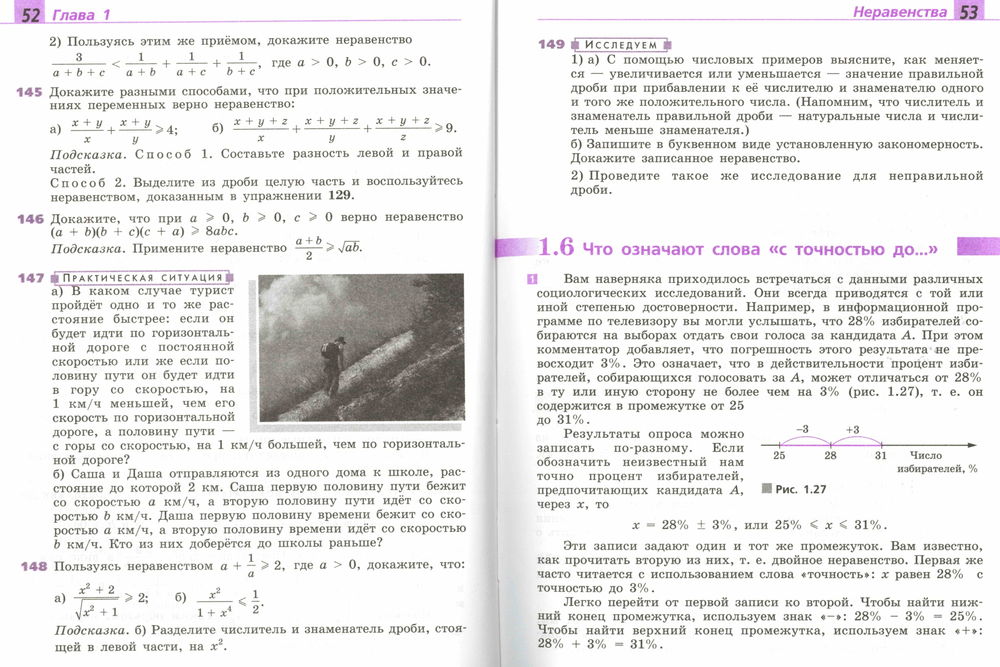 52 Глава 1
2) Пользуясь этим же приёмом, докажите неравенство
3/(a + b + c) < 1/(a + b) + 1/(a + c) + 1/(b + c), где a > 0, b > 0, c > 0.
145 Докажите разными способами, что при положительных значе-
ниях переменных верно неравенство:
а) (x + y)/x + (x + y)/y ⩾ 4; б) (x + y + z)/x + (x + y + z)/y + (x + y + z)/z ⩾ 9.
Подсказка. Способ 1. Составьте разность левой и правой
частей.
Способ 2. Выделите из дроби целую часть и воспользуйтесь
неравенством, доказанным в упражнении 129.
146 Докажите, что при a ⩾ 0, b ⩾ 0, c ⩾ 0 верно неравенство
(a + b)(b + c)(c + a) ⩾ 8abc.
Подсказка. Примените неравенство (a + b)/2 ⩾ √(ab).
147 ПРАКТИЧЕСКАЯ СИТУАЦИЯ
а) В каком случае турист
пройдёт одно и то же рас-
стояние быстрее: если он
будет идти по горизонталь-
ной дороге с постоянной
скоростью или же если по-
ловину пути он будет идти
в гору со скоростью, на
1 км/ч меньшей, чем его
скорость по горизонтальной
дороге, а половину пути —
с горы со скоростью, на 1 км/ч большей, чем по горизонталь-
ной дороге?
б) Саша и Даша отправляются из одного дома к школе, рас-
стояние до которой 2 км. Саша первую половину пути бежит
со скоростью a км/ч, а вторую половину пути идёт со ско-
ростью b км/ч. Даша первую половину времени бежит со ско-
ростью a км/ч, а вторую половину времени идёт со скоростью
b км/ч. Кто из них доберётся до школы раньше?
148 Пользуясь неравенством a + 1/a ⩾ 2, где a > 0, докажите, что:
а) (x² + 2)/√(x² + 1) ⩾ 2; б) x²/(1 + x⁴) ⩽ 1/2.
Подсказка. б) Разделите числитель и знаменатель дроби, стоя-
щей в левой части, на x².
Неравенства 53
149 ИССЛЕДУЕМ
1) а) С помощью числовых примеров выясните, как меняет-
ся — увеличивается или уменьшается — значение правильной
дроби при прибавлении к её числителю и знаменателю одного
и того же положительного числа. (Напомним, что числитель и
знаменатель правильной дроби — натуральные числа и числи-
тель меньше знаменателя.)
б) Запишите в буквенном виде установленную закономерность.
Докажите записанное неравенство.
2) Проведите такое же исследование для неправильной
дроби.
1.6 Что означают слова «с точностью до...»
1 Вам наверняка приходилось встречаться с данными различных
социологических исследований. Они всегда приводятся с той или
иной степенью достоверности. Например, в информационной про-
грамме по телевизору вы могли услышать, что 28% избирателей со-
бираются на выборах отдать свои голоса за кандидата A. При этом
комментатор добавляет, что погрешность этого результата не пре-
восходит 3%. Это означает, что в действительности процент изби-
рателей, собирающихся голосовать за A, может отличаться от 28%
в ту или иную сторону не более чем на 3% (рис. 1.27), т. е. он
содержится в промежутке от 25
до 31%.
Результаты опроса можно
записать по-разному. Если
обозначить неизвестный нам
точно процент избирателей,
предпочитающих кандидата A,
через x, то
−3 +3
25 28 31 Число
избирателей, %
Рис. 1.27
x = 28% ± 3%, или 25% ⩽ x ⩽ 31%.
Эти записи задают один и тот же промежуток. Вам известно,
как прочитать вторую из них, т. е. двойное неравенство. Первая же
часто читается с использованием слова «точность»: x равен 28% с
точностью до 3%.
Легко перейти от первой записи ко второй. Чтобы найти ниж-
ний конец промежутка, используем знак «−»: 28% − 3% = 25%.
Чтобы найти верхний конец промежутка, используем знак «+»:
28% + 3% = 31%.